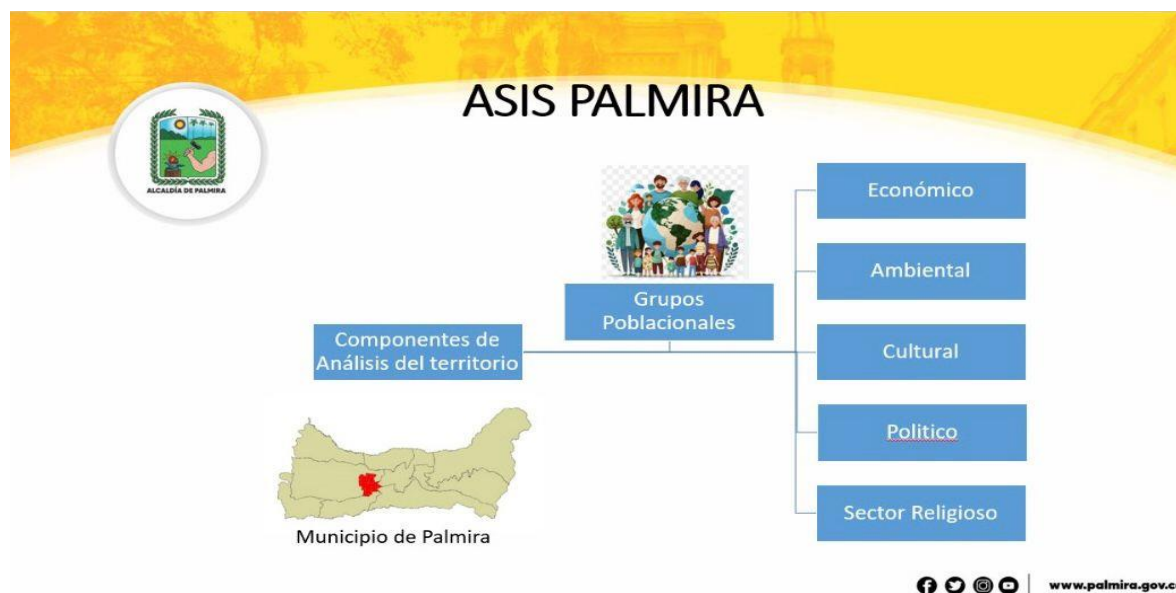 ASIS PALMIRA
ALCALDÍA DE PALMIRA
Grupos
Poblacionales
Componentes de
Análisis del territorio
Económico
Ambiental
Cultural
Politico
Sector Religioso
Municipio de Palmira
www.palmira.gov.c